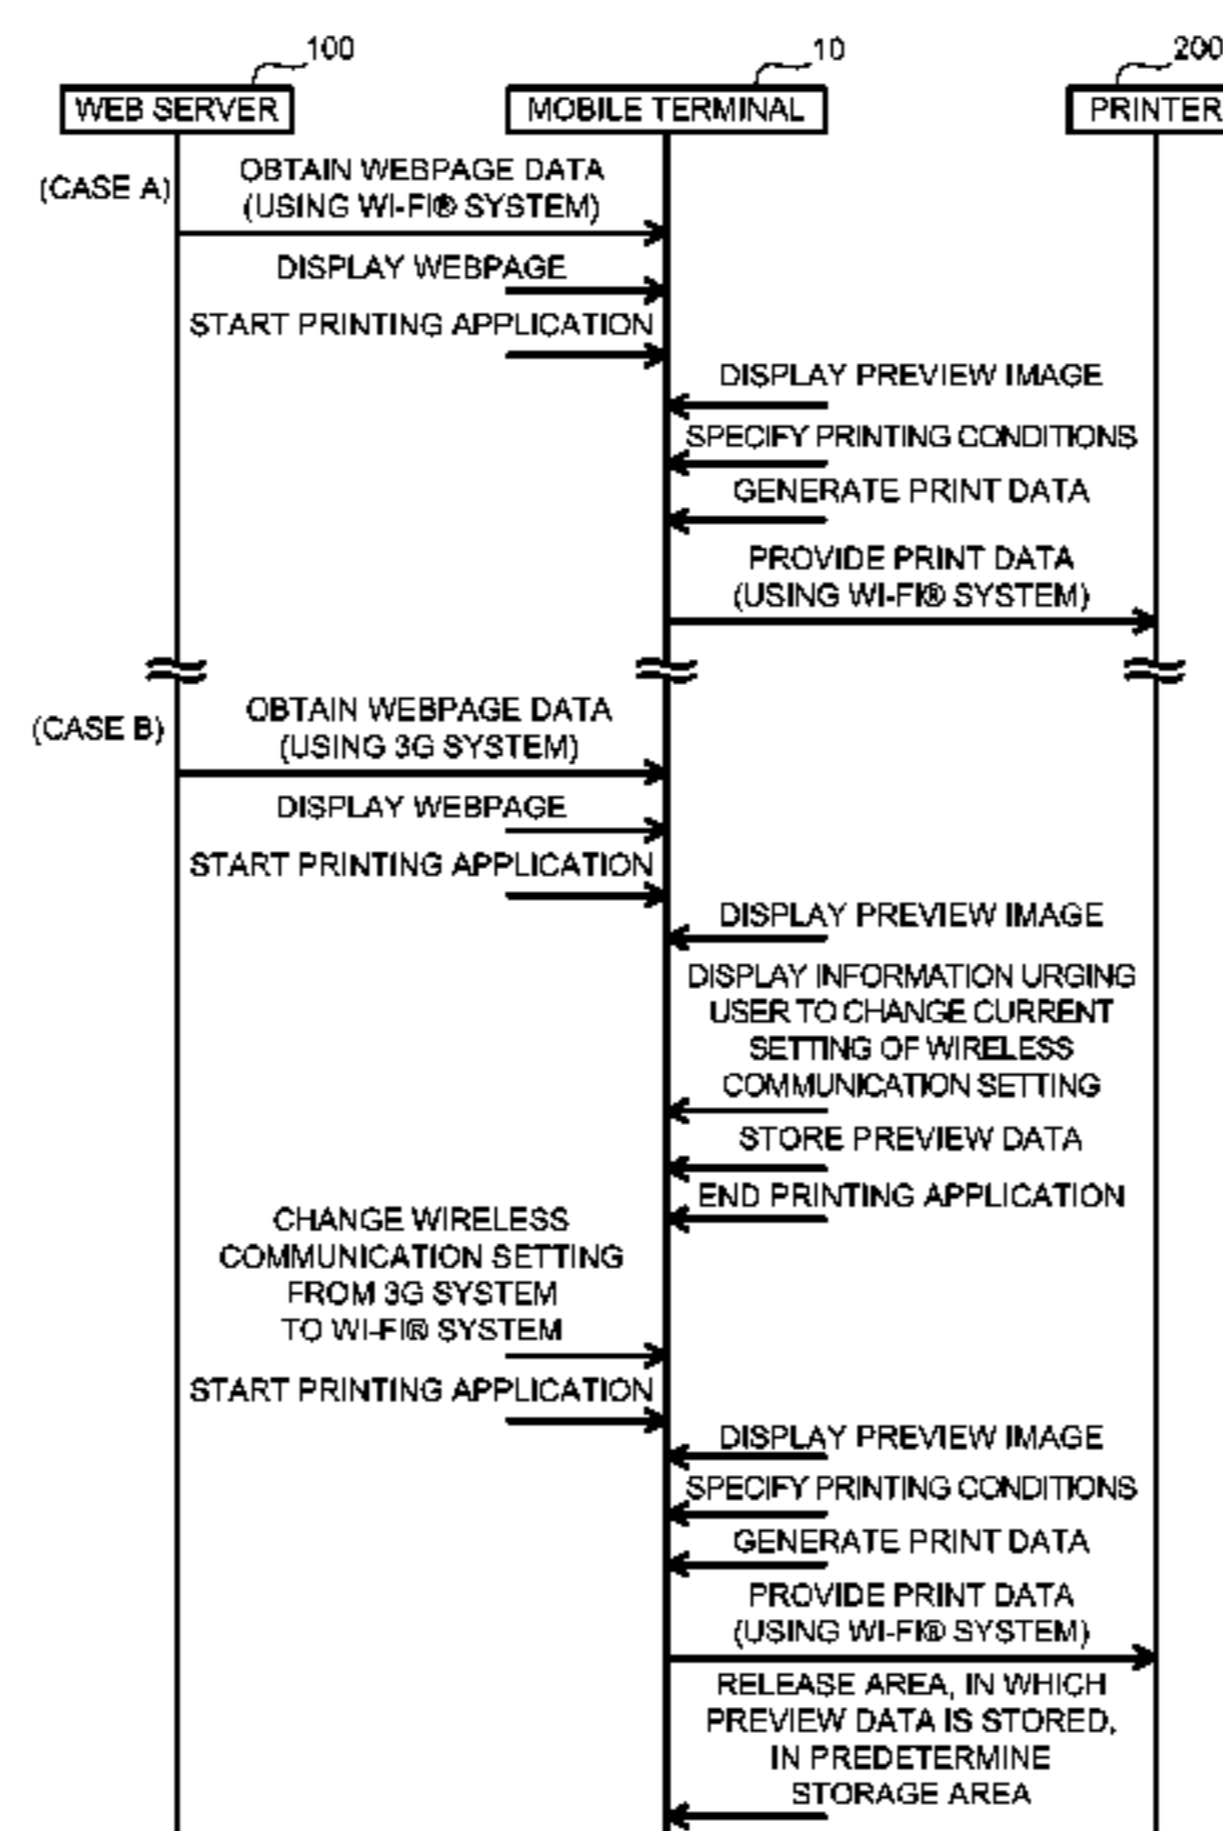 100
10
200
WEB SERVER
MOBILE TERMINAL
PRINTER
(CASE A)
OBTAIN WEBPAGE DATA
(USING WI-FI® SYSTEM)
DISPLAY WEBPAGE
START PRINTING APPLICATION
DISPLAY PREVIEW IMAGE
SPECIFY PRINTING CONDITIONS
GENERATE PRINT DATA
PROVIDE PRINT DATA
(USING WI-FI® SYSTEM)
(CASE B)
OBTAIN WEBPAGE DATA
(USING 3G SYSTEM)
DISPLAY WEBPAGE
START PRINTING APPLICATION
DISPLAY PREVIEW IMAGE
DISPLAY INFORMATION URGING
USER TO CHANGE CURRENT
SETTING OF WIRELESS
COMMUNICATION SETTING
STORE PREVIEW DATA
END PRINTING APPLICATION
CHANGE WIRELESS
COMMUNICATION SETTING
FROM 3G SYSTEM
TO WI-FI® SYSTEM
START PRINTING APPLICATION
DISPLAY PREVIEW IMAGE
SPECIFY PRINTING CONDITIONS
GENERATE PRINT DATA
PROVIDE PRINT DATA
(USING WI-FI® SYSTEM)
RELEASE AREA, IN WHICH
PREVIEW DATA IS STORED,
IN PREDETERMINE
STORAGE AREA